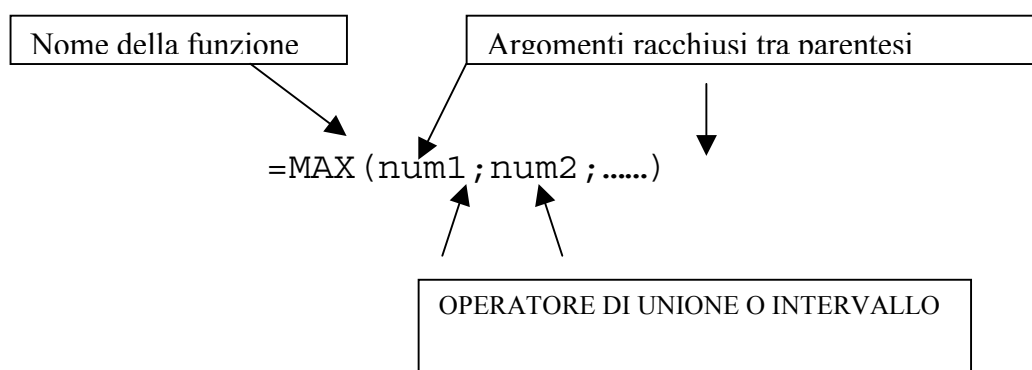 Nome della funzione
Argomenti racchiusi tra parentesi
=MAX(num1;num2;……)
OPERATORE DI UNIONE O INTERVALLO